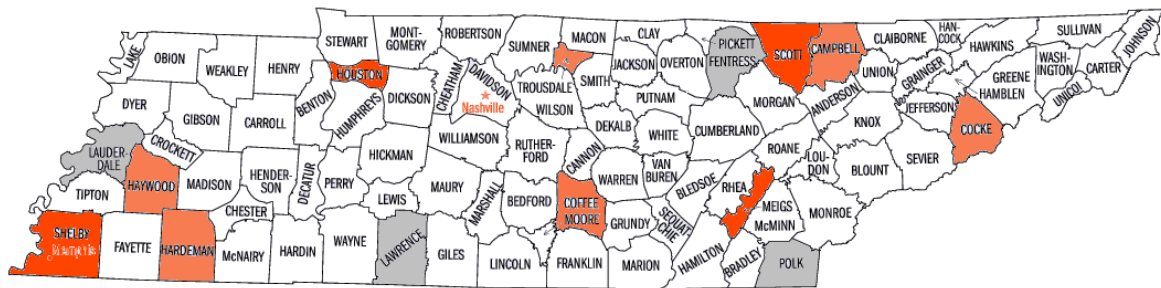 LAKE
OBION
WEAKLEY
HENRY
STEWART
MONT-
GOMERY
ROBERTSON
SUMNER
MACON
CLAY
PICKETT
FENTRESS
SCOTT
CAMPBELL
CLAIBORNE
HAN-
COCK
HAWKINS
SULLIVAN
JOHNSON
HOUSTON
DYER
GIBSON
CARROLL
BENTON
HUMPHREYS
DICKSON
CHEATHAM
DAVIDSON
Nashville
TROUSDALE
WILSON
SMITH
JACKSON
OVERTON
PUTNAM
MORGAN
ANDERSON
UNION
GRAINGER
HAMBLEN
GREENE
WASH-
INGTON
UNICOI
CARTER
LAUDER-
DALE
CROCKETT
HAYWOOD
MADISON
HENDER-
SON
DECATUR
PERRY
HICKMAN
WILLIAMSON
RUTHER-
FORD
CANNON
DEKALB
WHITE
CUMBERLAND
ROANE
LOU-
DON
KNOX
JEFFERSON
SEVIER
COCKE
TIPTON
CHESTER
LEWIS
MAURY
MARSHALL
BEDFORD
COFFEE
MOORE
WARREN
VAN
BUREN
BLEDSOE
RHEA
MEIGS
McMINN
MONROE
BLOUNT
SHELBY
Memphis
FAYETTE
HARDEMAN
McNAIRY
HARDIN
WAYNE
LAWRENCE
GILES
LINCOLN
FRANKLIN
GRUNDY
SEQUAT-
CHIE
MARION
HAMILTON
BRADLEY
POLK